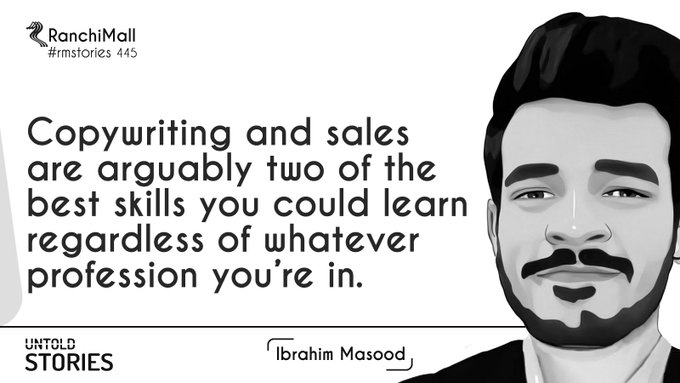 RanchiMall
#rmstories 445
Copywriting and sales
are arguably two of the
best skills you could learn
regardless of whatever
profession you're in.
UNTOLD
STORIES
Ibrahim Masood